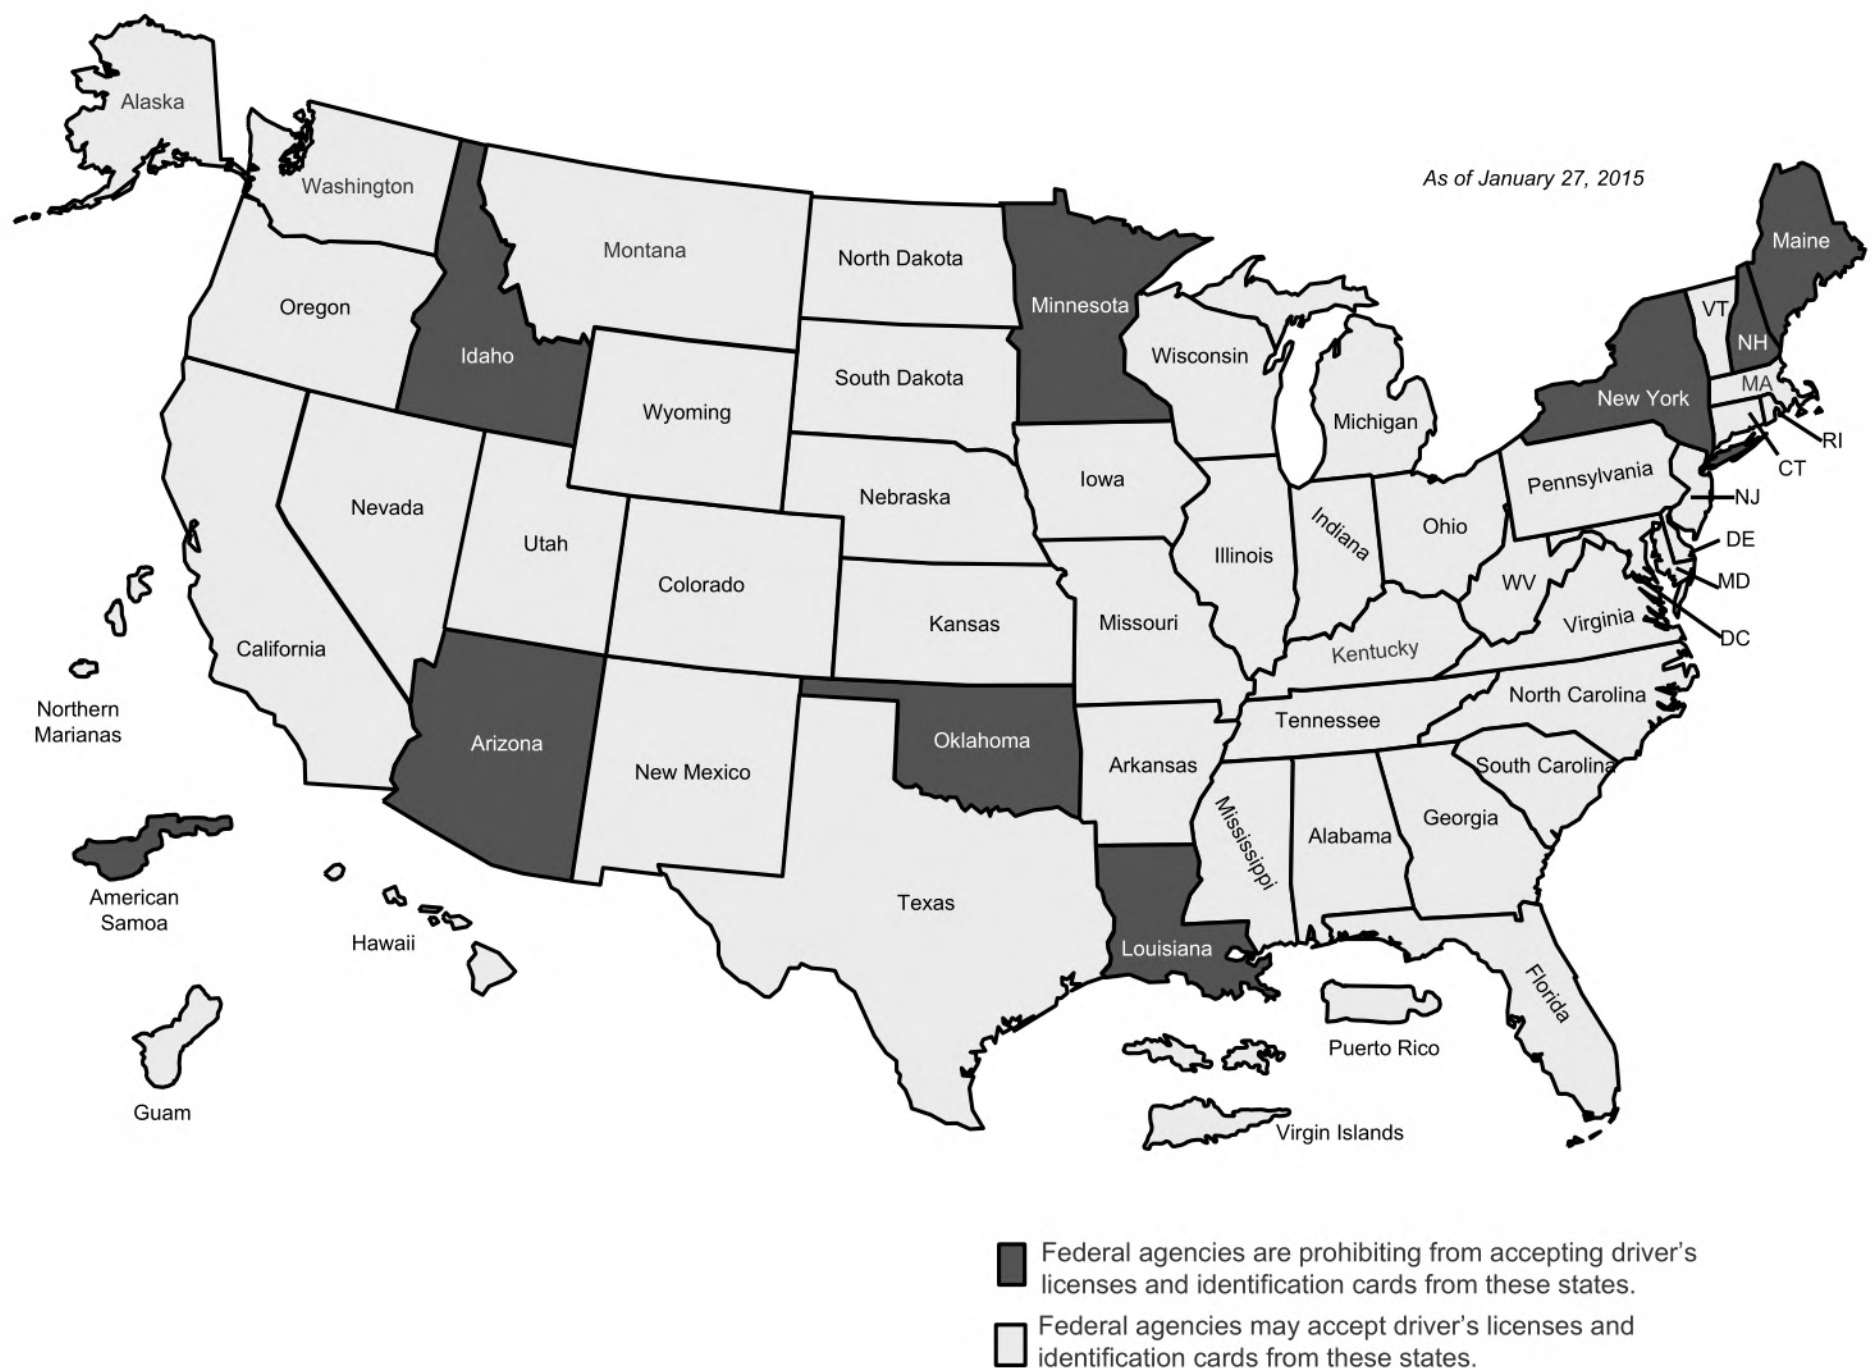 Alaska
Washington
As of January 27, 2015
Montana
North Dakota
Maine
Oregon
Minnesota
VT
NH
Idaho
Wisconsin
South Dakota
MA
New York
Wyoming
Michigan
RI
CT
Pennsylvania
Iowa
Nebraska
NJ
Nevada
Indiana
Ohio
Utah
Illinois
DE
Colorado
WV
MD
Kansas
Missouri
Virginia
DC
California
Kentucky
North Carolina
Northern
Marianas
Tennessee
Arizona
Oklahoma
Arkansas
South Carolina
New Mexico
Georgia
Mississippi
Alabama
American
Samoa
Texas
Hawaii
Louisiana
Florida
Puerto Rico
Guam
Virgin Islands
Federal agencies are prohibiting from accepting driver's
licenses and identification cards from these states.
Federal agencies may accept driver's licenses and
identification cards from these states.